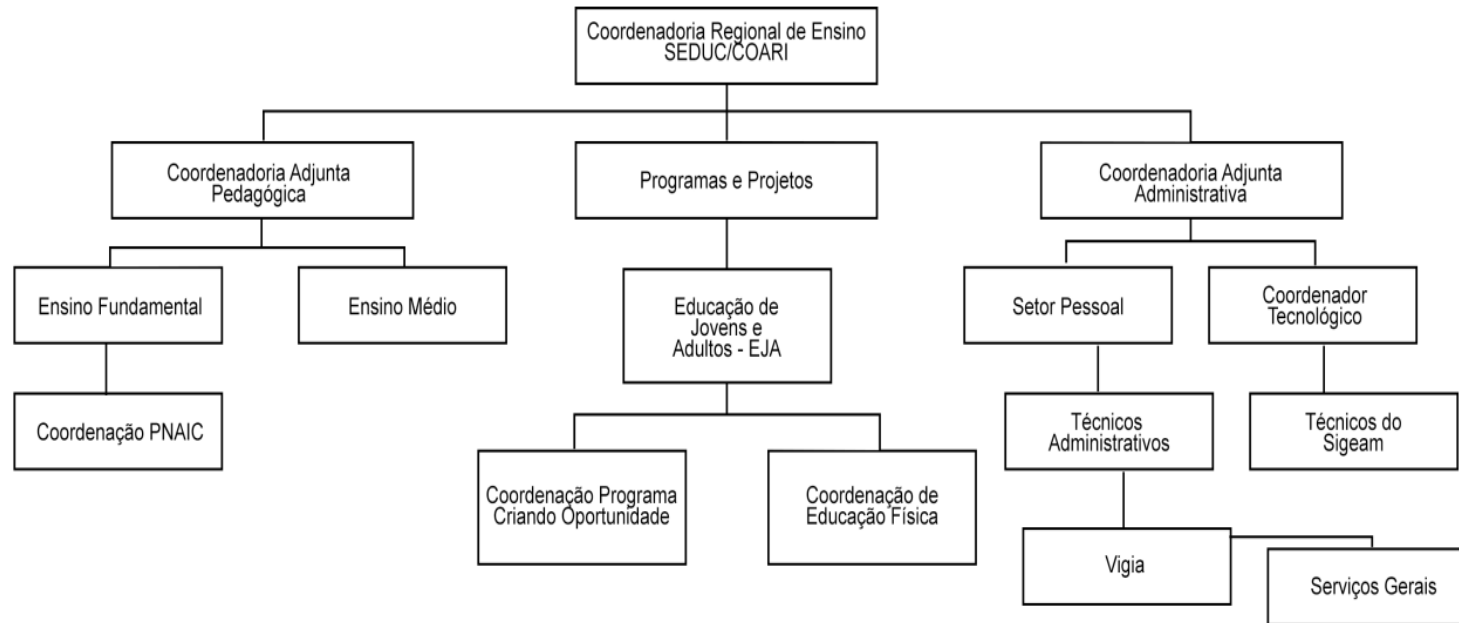 Coordenadoria Regional de Ensino
SEDUC/COARI
Coordenadoria Adjunta
Pedagógica
Programas e Projetos
Coordenadoria Adjunta
Administrativa
Ensino Fundamental
Ensino Médio
Educação de
Jovens e
Adultos - EJA
Setor Pessoal
Coordenador
Tecnológico
Coordenação PNAIC
Técnicos
Administrativos
Técnicos do
Sigeam
Coordenação Programa
Criando Oportunidade
Coordenação de
Educação Física
Vigia
Serviços Gerais